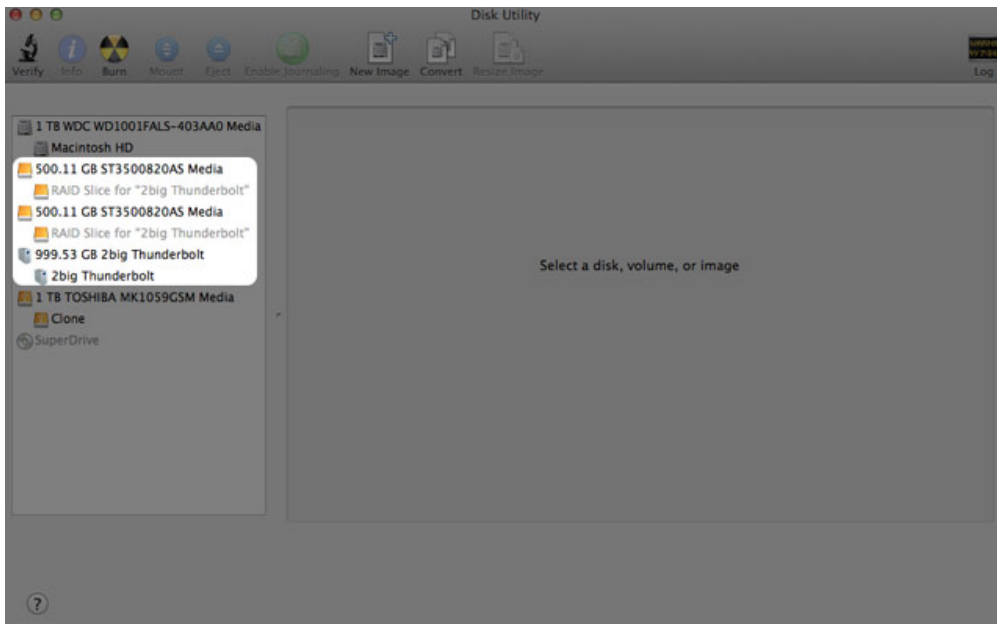 Disk Utility
Verify Info Burn Mount Eject Enable Journaling New Image Convert Resize Image Log
1 TB WDC WD1001FALS-403AA0 Media
Macintosh HD
500.11 GB ST3500820AS Media
RAID Slice for "2big Thunderbolt"
500.11 GB ST3500820AS Media
RAID Slice for "2big Thunderbolt"
999.53 GB 2big Thunderbolt
2big Thunderbolt
1 TB TOSHIBA MK1059GSM Media
Clone
SuperDrive
Select a disk, volume, or image
?